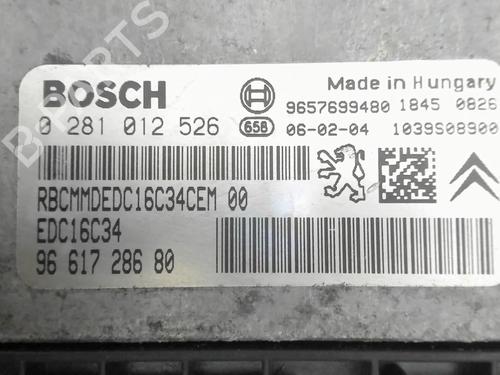 BOSCH
Made in Hungary
9657699480 1845 0826
0 281 012 526 658 06-02-04 1039S08900
RBCMMDEDC16C34CEM 00
EDC16C34
96 617 286 80